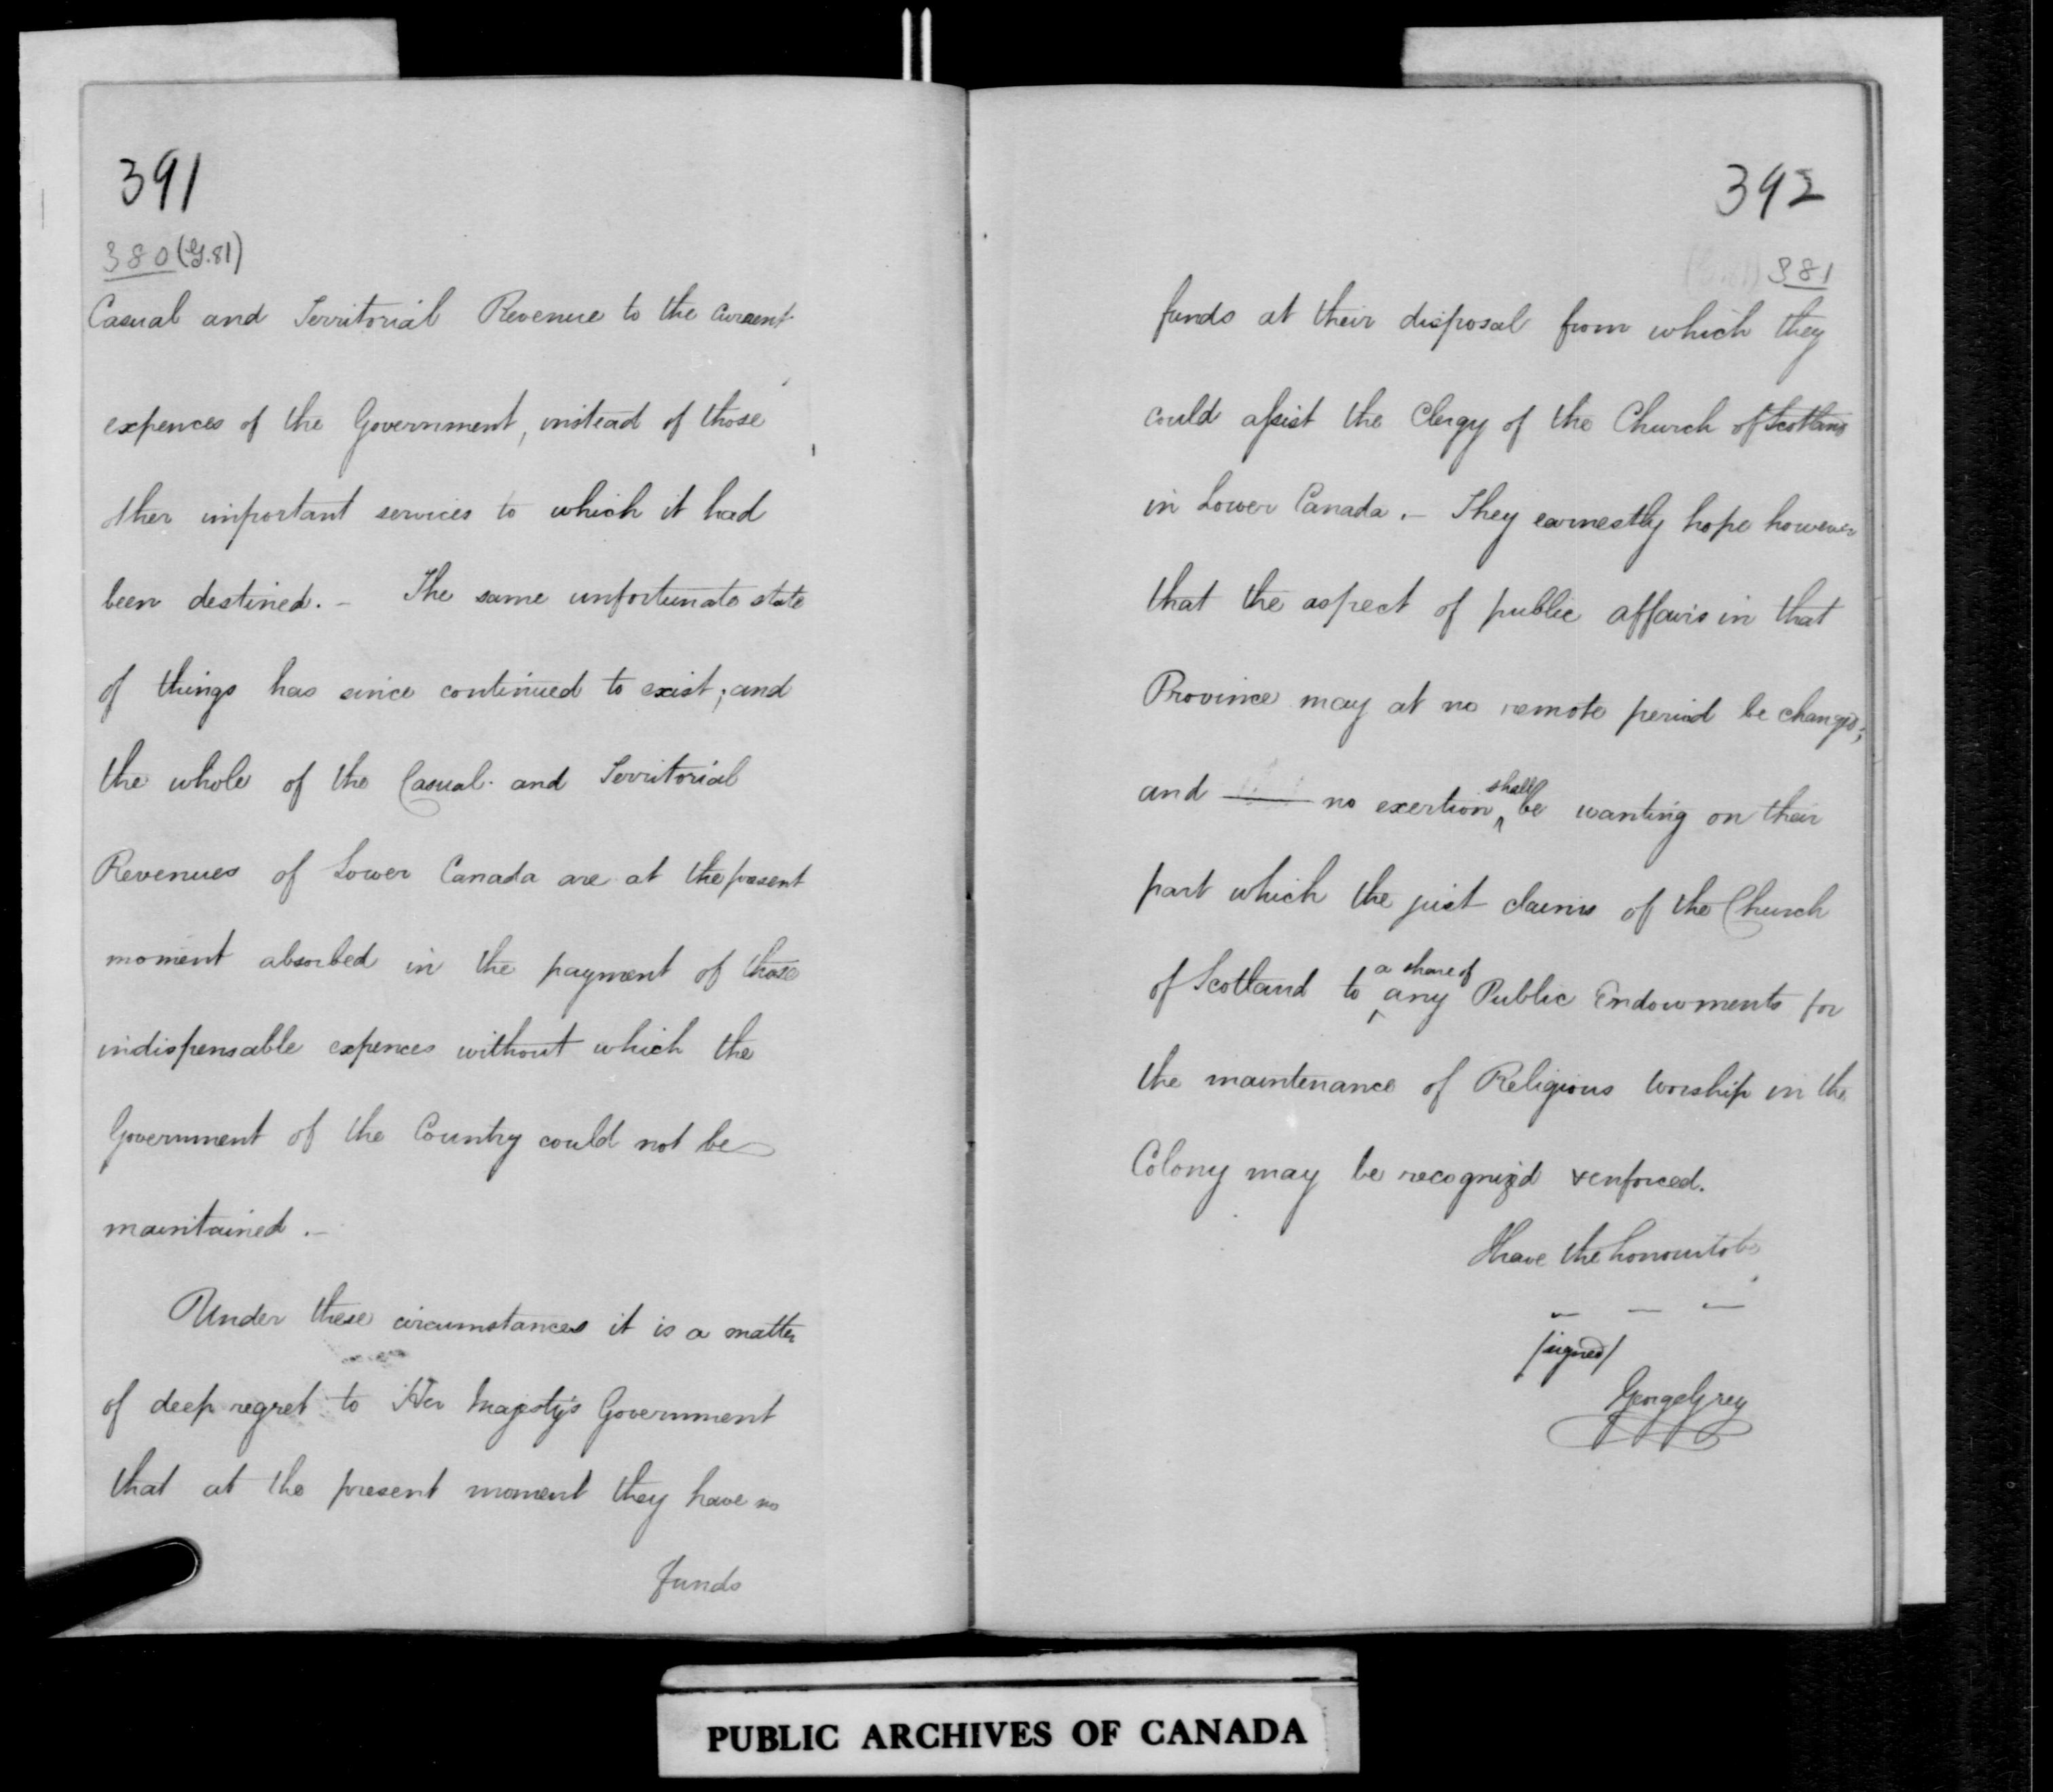 391
380 (G.81)
Casual and Territorial Revenue to the current
expences of the Government, instead of those
other important services to which it had
been destined. — The same unfortunate state
of things has since continued to exist; and
the whole of the Casual and Territorial
Revenues of Lower Canada are at the present
moment absorbed in the payment of those
indispensable expences without which the
Government of the Country could not be
maintained. —
Under these circumstances it is a matter
of deep regret to Her Majesty's Government
that at the present moment they have no
funds
392
381
funds at their disposal from which they
could assist the Clergy of the Church of Scotland
in Lower Canada. — They earnestly hope however
that the aspect of public affairs in that
Province may at no remote period be changed;
and no exertion shall be wanting on their
part which the just claims of the Church
of Scotland to a share of any Public Endowments for
the maintenance of Religious Worship in the
Colony may be recogniz'd & enforced.
I have the honour to be
— — —
/signed/
George Grey
PUBLIC ARCHIVES OF CANADA